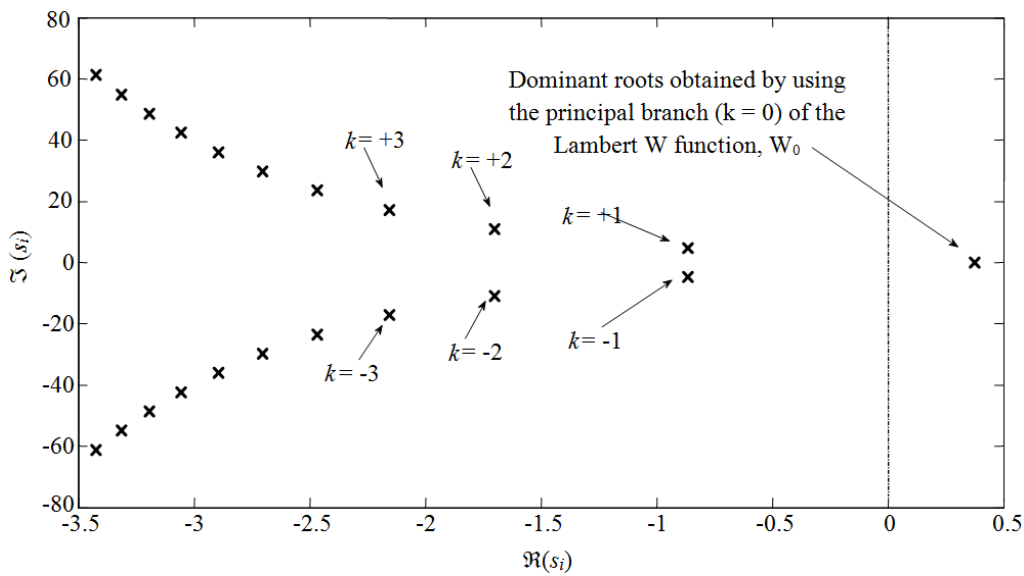 80
60
40
20
0
-20
-40
-60
-80
-3.5
-3
-2.5
-2
-1.5
-1
-0.5
0
0.5
ℑ (sᵢ)
ℜ(sᵢ)
Dominant roots obtained by using
the principal branch (k = 0) of the
Lambert W function, W₀
k= +3
k= +2
k= +1
k= -1
k= -2
k= -3